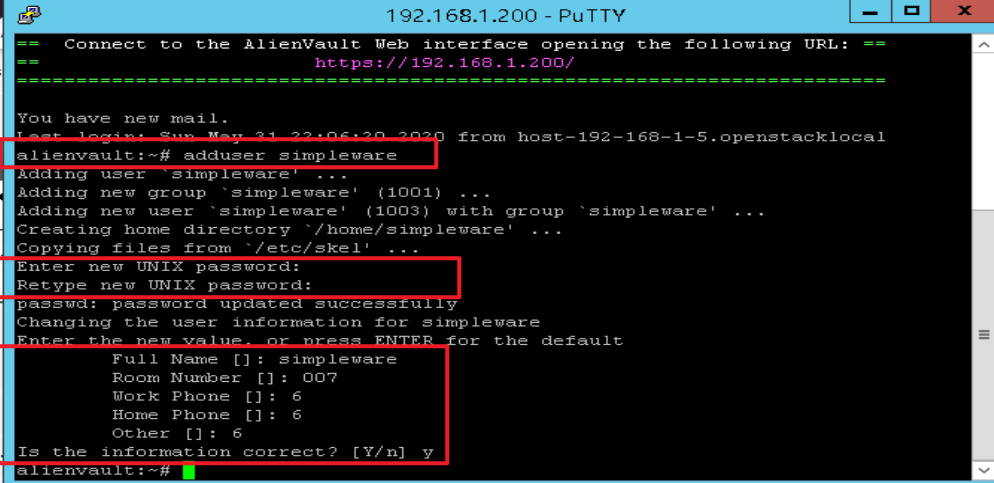 192.168.1.200 - PuTTY
== Connect to the AlienVault Web interface opening the following URL: ==
== https://192.168.1.200/
===========================================================================
You have new mail.
Last login: Sun May 31 22:06:20 2020 from host-192-168-1-5.openstacklocal
alienvault:~# adduser simpleware
Adding user `simpleware' ...
Adding new group `simpleware' (1001) ...
Adding new user `simpleware' (1003) with group `simpleware' ...
Creating home directory `/home/simpleware' ...
Copying files from `/etc/skel' ...
Enter new UNIX password:
Retype new UNIX password:
passwd: password updated successfully
Changing the user information for simpleware
Enter the new value, or press ENTER for the default
Full Name []: simpleware
Room Number []: 007
Work Phone []: 6
Home Phone []: 6
Other []: 6
Is the information correct? [Y/n] y
alienvault:~#